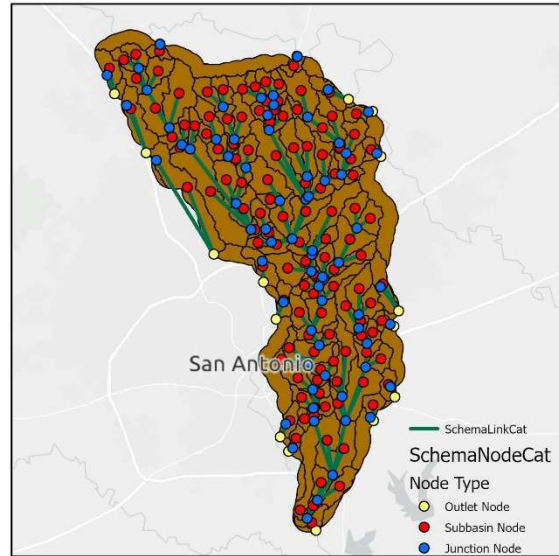 San Antonio
SchemaLinkCat
SchemaNodeCat
Node Type
Outlet Node
Subbasin Node
Junction Node